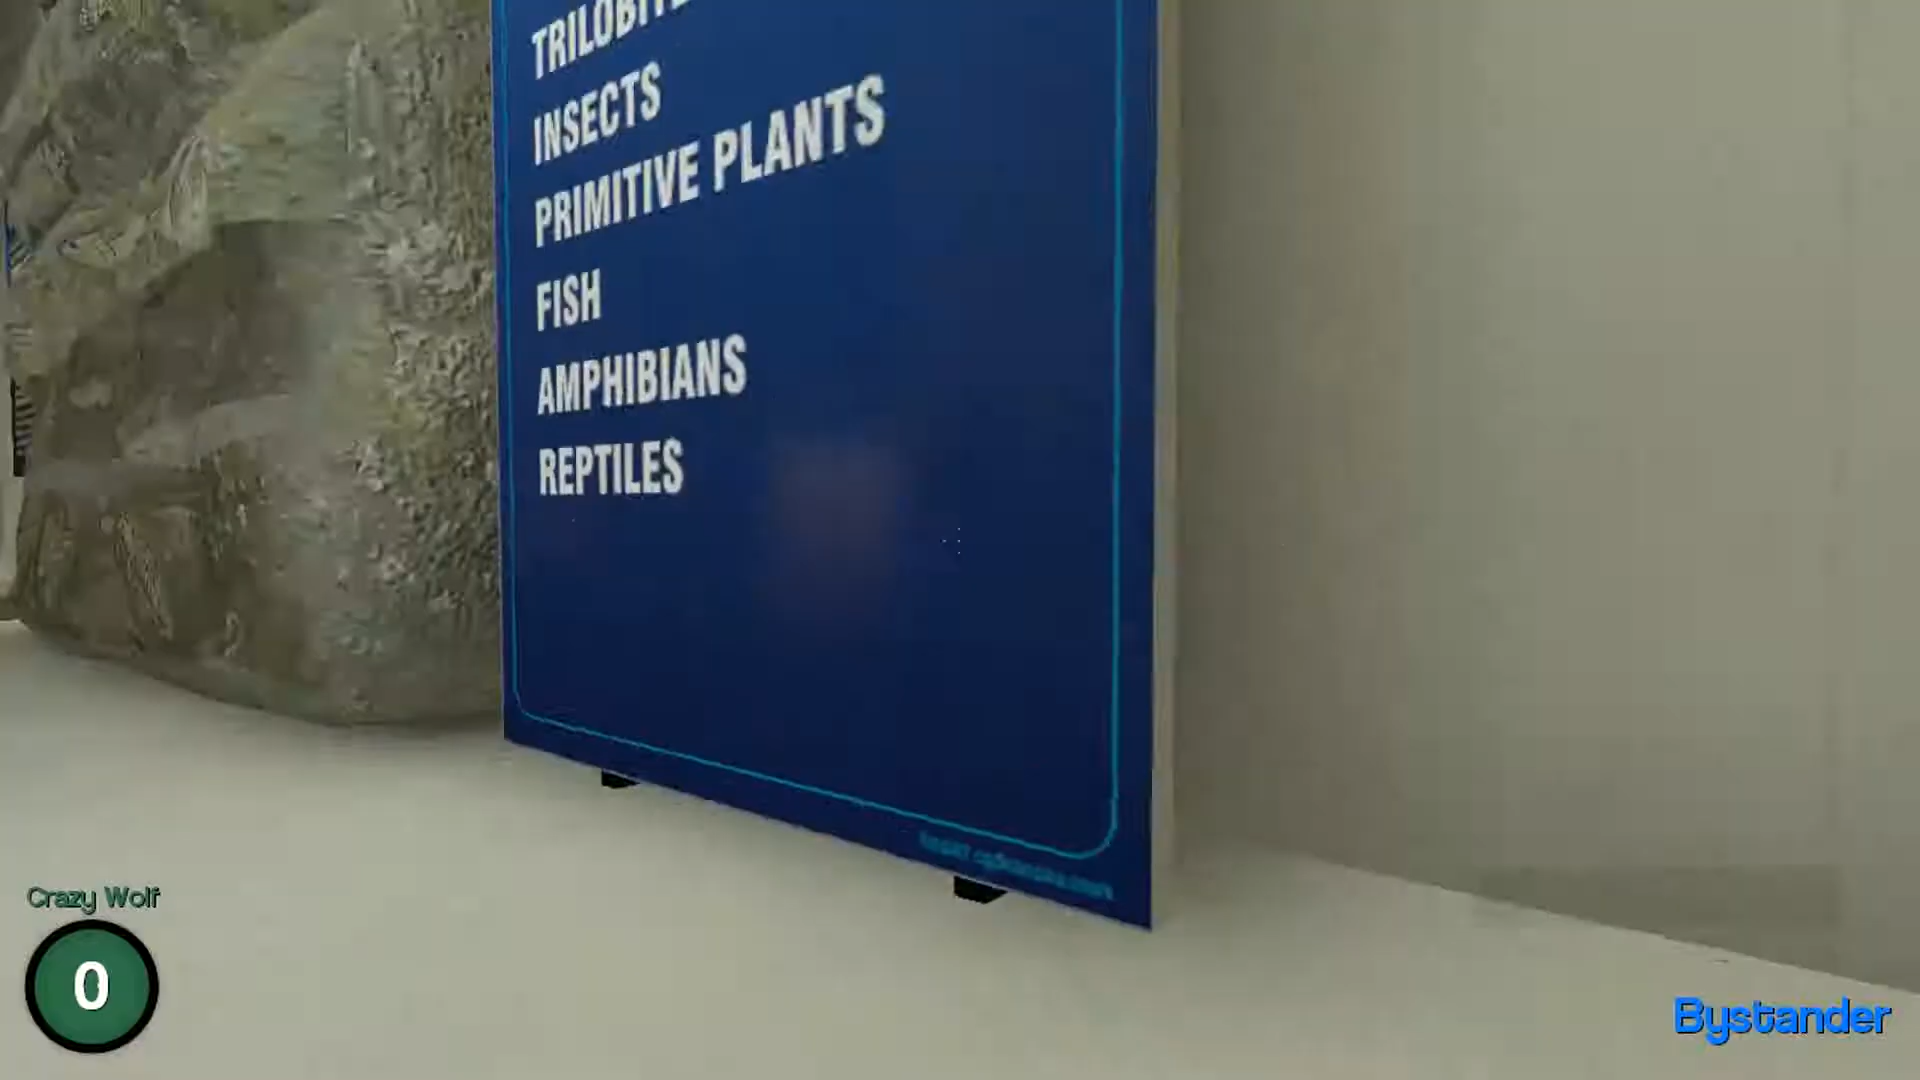 INSECTS
PRIMITIVE PLANTS
FISH
AMPHIBIANS
REPTILES
Crazy Wolf
0
Bystander